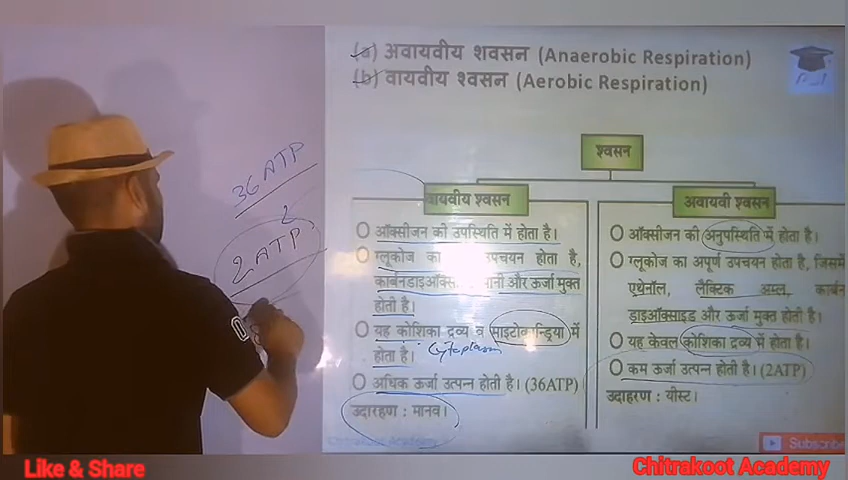 (a) अवायवीय श्वसन (Anaerobic Respiration)
(b) वायवीय श्वसन (Aerobic Respiration)
श्वसन
वायवीय श्वसन
ऑक्सीजन की उपस्थिति में होता है।
ग्लूकोज का उपचयन होता है,
कार्बनडाइऑक्स पानी और ऊर्जा मुक्त
होती है।
यह कोशिका द्रव्य व साइटोकान्ड्रिया में
होता है। Cytoplasm
अधिक ऊर्जा उत्पन्न होती है। (36ATP)
उदारहण : मानव।
अवायवी श्वसन
ऑक्सीजन की अनुपस्थिति में होता है।
ग्लूकोज का अपूर्ण उपचयन होता है, जिसमें
एथेनॉल, लैक्टिक अम्ल, कार्बन
डाइऑक्साइड और ऊर्जा मुक्त होती है।
यह केवल कोशिका द्रव्य में होता है।
कम ऊर्जा उत्पन्न होती है। (2ATP)
उदाहरण : यीस्ट।
36 ATP
2 ATP
Chitrakoot Academy
Subscribe
Like & Share
Chitrakoot Academy